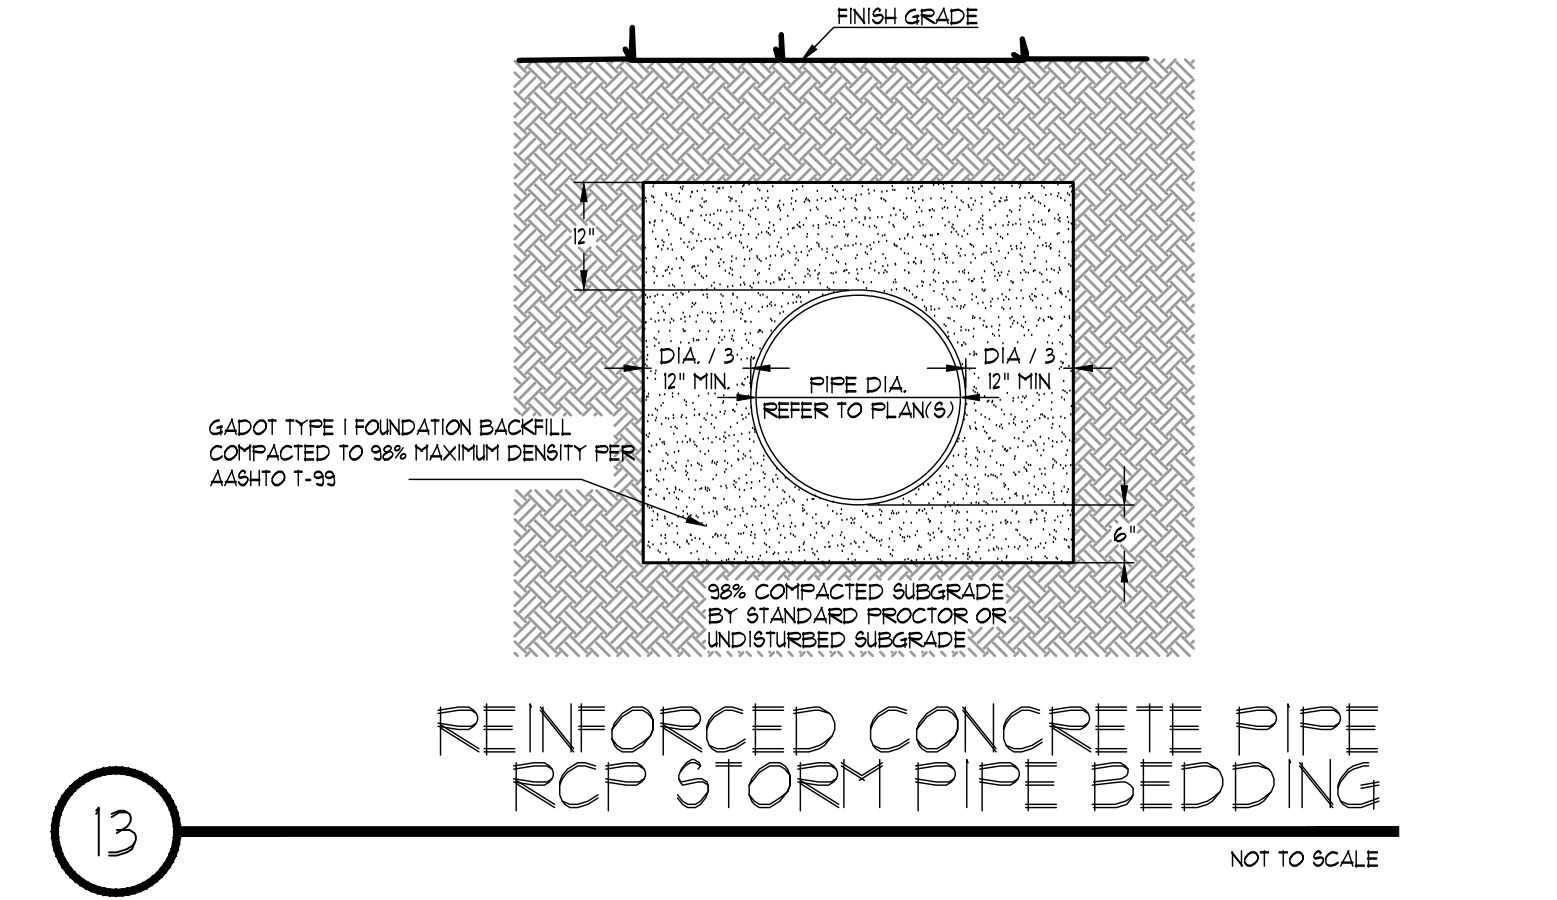 FINISH GRADE
12"
DIA. / 3
12" MIN.
PIPE DIA.
REFER TO PLAN(S)
DIA / 3
12" MIN
GADOT TYPE I FOUNDATION BACKFILL
COMPACTED TO 98% MAXIMUM DENSITY PER
AASHTO T-99
6"
98% COMPACTED SUBGRADE
BY STANDARD PROCTOR OR
UNDISTURBED SUBGRADE
REINFORCED CONCRETE PIPE
RCP STORM PIPE BEDDING
13
NOT TO SCALE